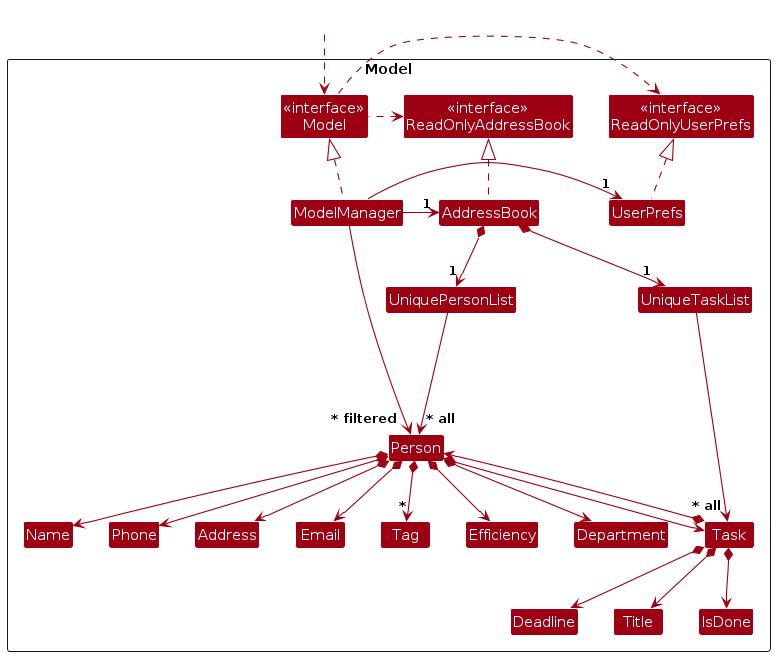 Model
«interface»
Model
«interface»
ReadOnlyAddressBook
«interface»
ReadOnlyUserPrefs
1
1
ModelManager
AddressBook
UserPrefs
1
1
UniquePersonList
UniqueTaskList
* filtered
* all
Person
*
* all
Name
Phone
Address
Email
Tag
Efficiency
Department
Task
Deadline
Title
IsDone